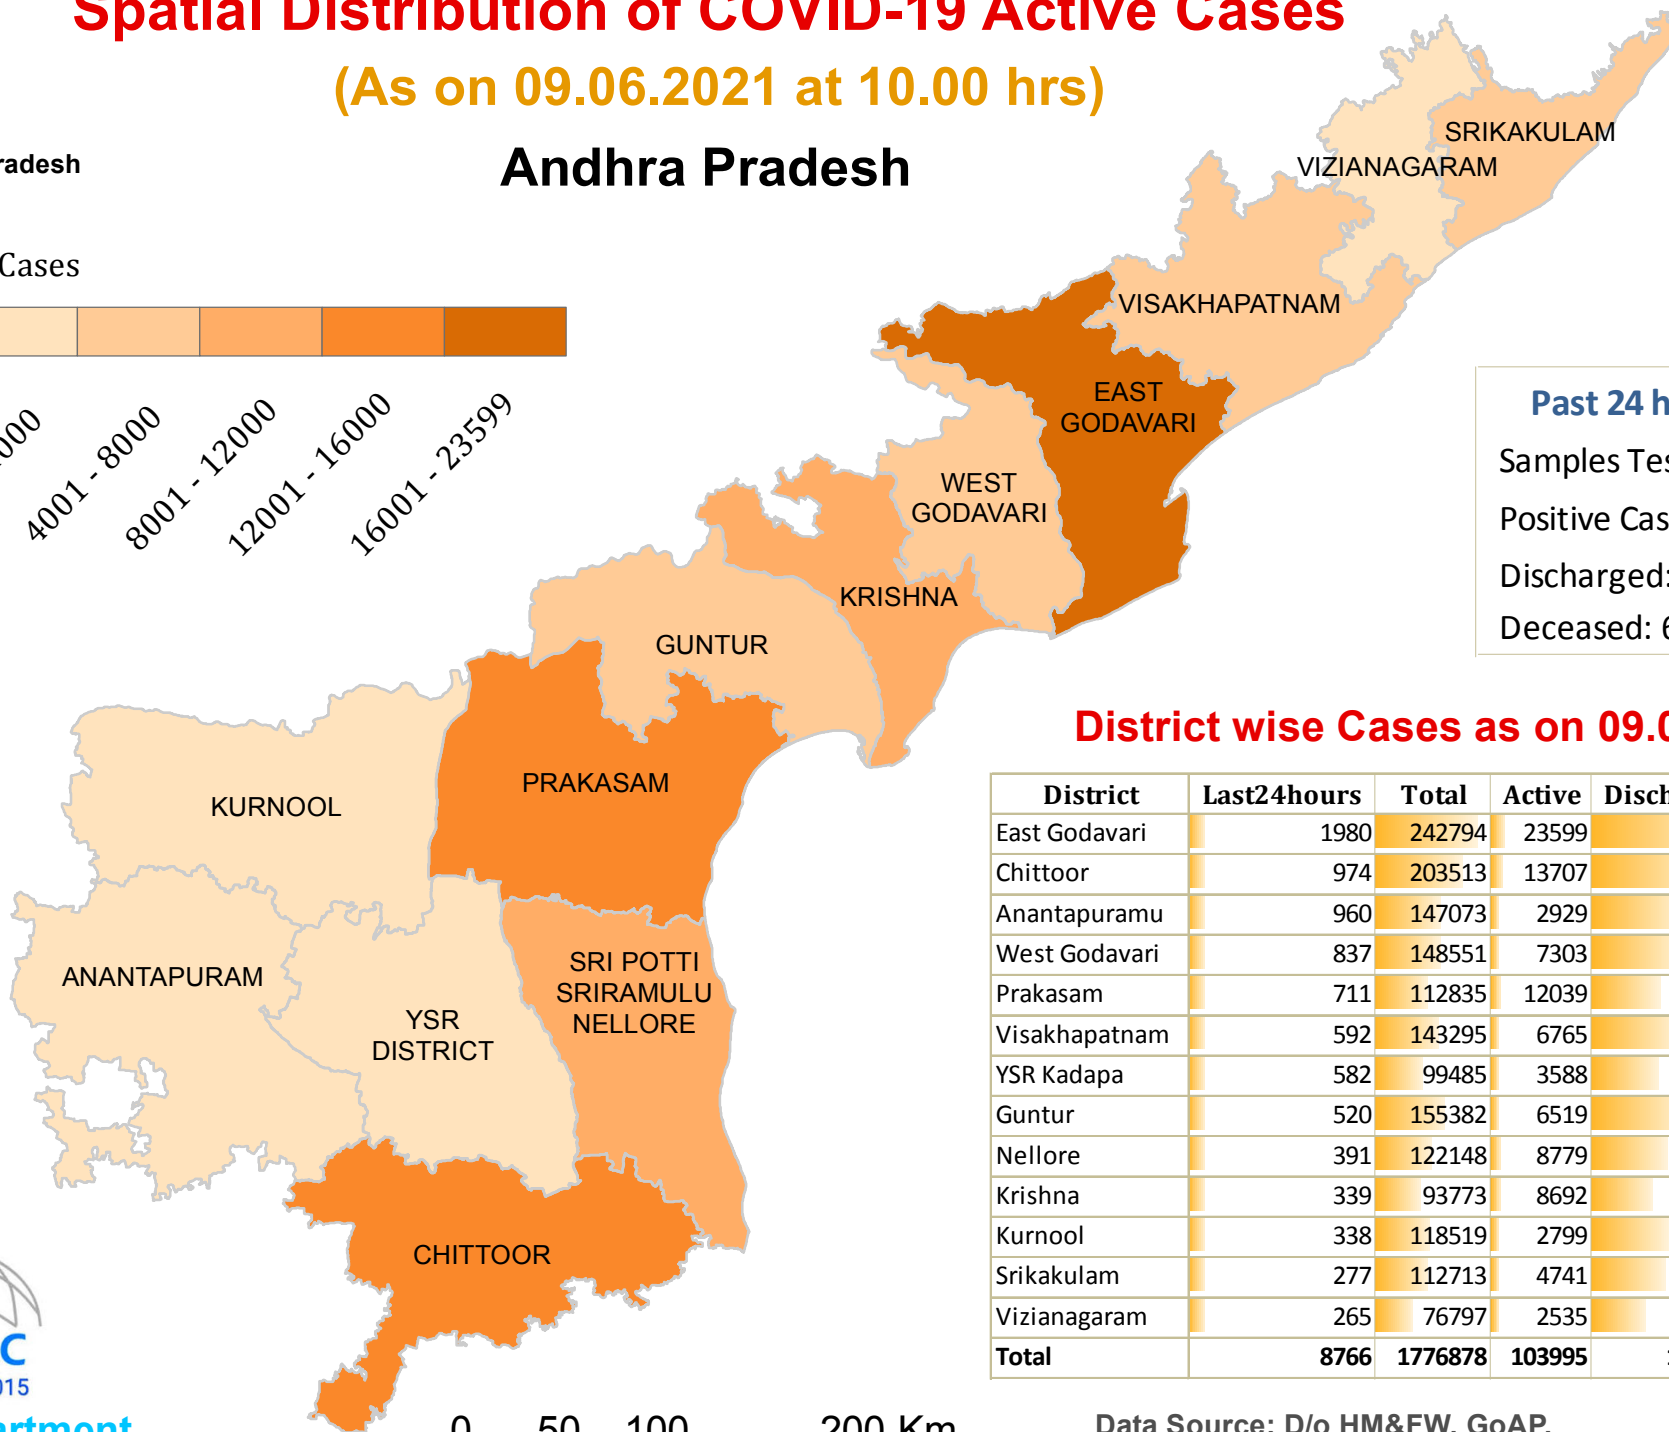 Spatial Distribution of COVID-19 Active Cases
(As on 09.06.2021 at 10.00 hrs)
Andhra Pradesh
Cases
4001 - 8000
8001 - 12000
12001 - 16000
16001 - 23599
SRIKAKULAM
VIZIANAGARAM
VISAKHAPATNAM
EAST
GODAVARI
WEST
GODAVARI
KRISHNA
GUNTUR
PRAKASAM
KURNOOL
ANANTAPURAM
YSR
DISTRICT
SRI POTTI
SRIRAMULU
NELLORE
CHITTOOR
Past 24
Samples
Positive
Discharged:
Deceased:
District wise Cases as on
District Last24hours Total Active
East Godavari 1980 242794 23599
Chittoor 974 203513 13707
Anantapuramu 960 147073 2929
West Godavari 837 148551 7303
Prakasam 711 112835 12039
Visakhapatnam 592 143295 6765
YSR Kadapa 582 99485 3588
Guntur 520 155382 6519
Nellore 391 122148 8779
Krishna 339 93773 8692
Kurnool 338 118519 2799
Srikakulam 277 112713 4741
Vizianagaram 265 76797 2535
Total 8766 1776878 103995
0 50 100 200 Km
Data Source: D/o HM&FW, GoAP.